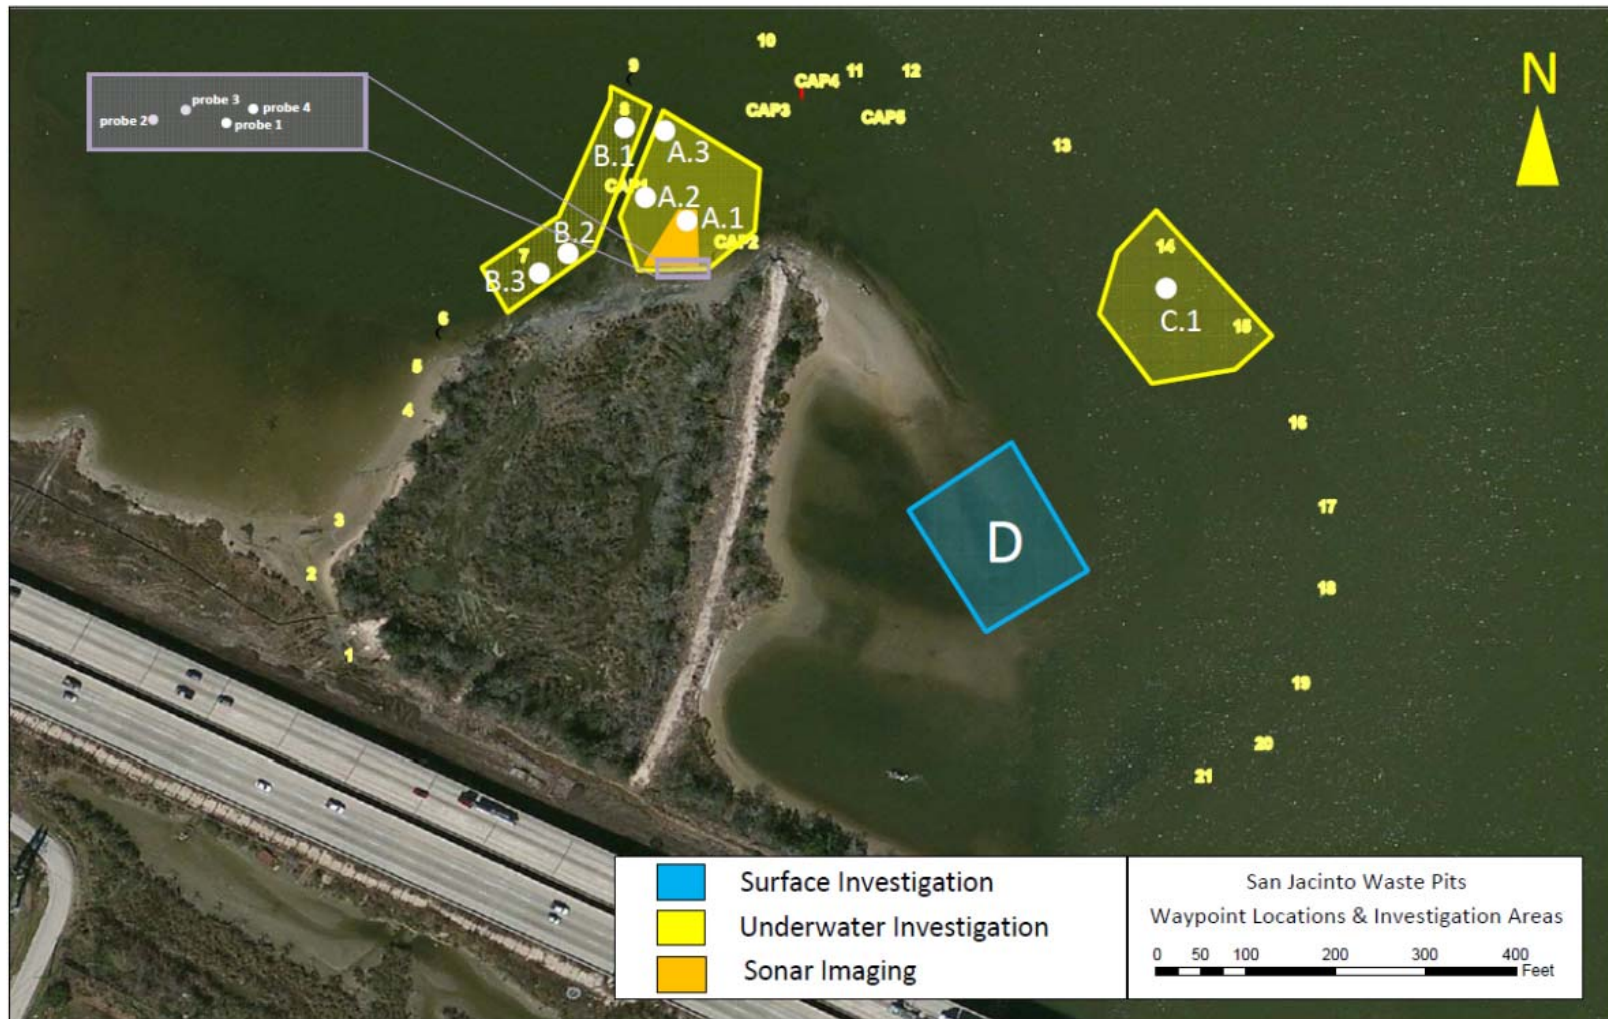 10
N
9
11
12
CAP4
probe 3
probe 4
CAP3
CAP5
8
probe 2
probe 1
13
B.1
A.3
CAP1
A.2
A.1
B.2
CAP2
14
7
B.3
C.1
15
6
5
4
16
17
3
D
2
18
1
19
20
21
Surface Investigation
Underwater Investigation
Sonar Imaging
San Jacinto Waste Pits
Waypoint Locations & Investigation Areas
0 50 100 200 300 400
Feet